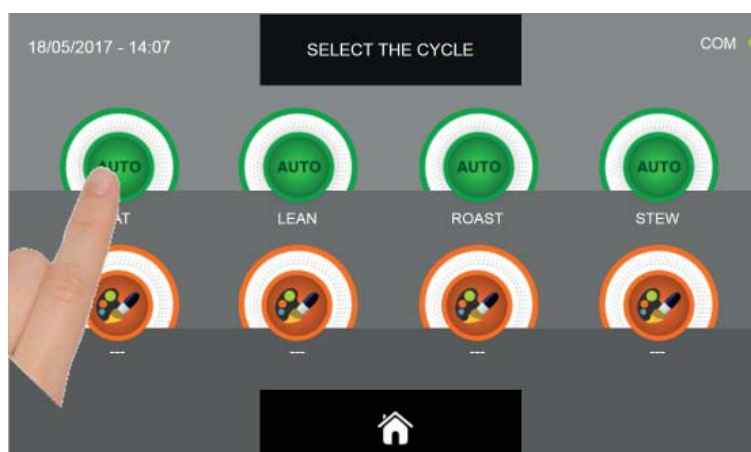 18/05/2017 - 14:07
SELECT THE CYCLE
COM
AUTO AUTO AUTO AUTO
LEAN ROAST STEW
--- --- --- ---